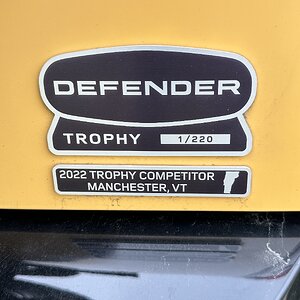 DEFENDER
TROPHY 1/220
2022 TROPHY COMPETITOR
MANCHESTER, VT